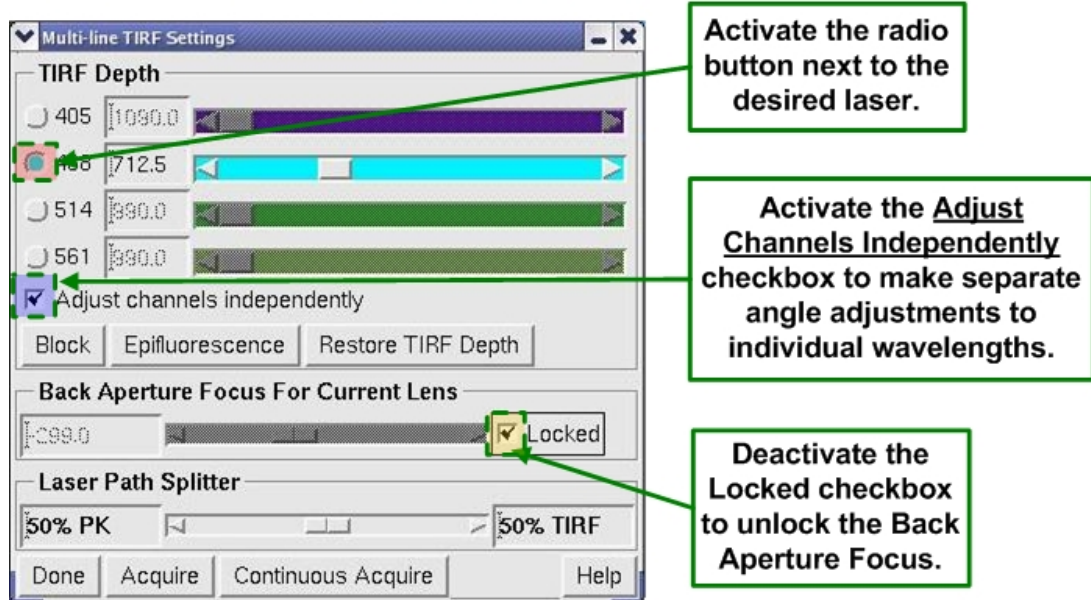 Multi-line TIRF Settings
TIRF Depth
405 1090.0
488 712.5
514 990.0
561 990.0
Adjust channels independently
Block Epifluorescence Restore TIRF Depth
Back Aperture Focus For Current Lens
-299.0 Locked
Laser Path Splitter
50% PK 50% TIRF
Done Acquire Continuous Acquire Help
Activate the radio
button next to the
desired laser.
Activate the Adjust
Channels Independently
checkbox to make separate
angle adjustments to
individual wavelengths.
Deactivate the
Locked checkbox
to unlock the Back
Aperture Focus.